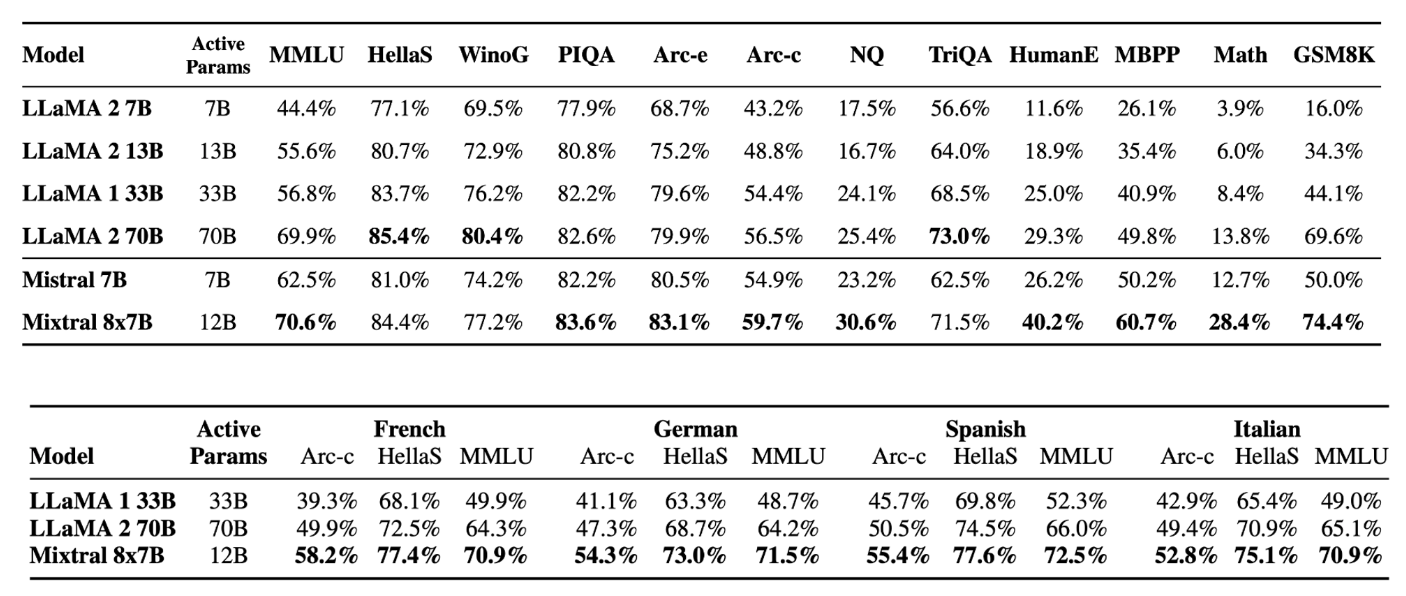 Model Active Params MMLU HellaS WinoG PIQA Arc-e Arc-c NQ TriQA HumanE MBPP Math GSM8K
LLaMA 2 7B 7B 44.4% 77.1% 69.5% 77.9% 68.7% 43.2% 17.5% 56.6% 11.6% 26.1% 3.9% 16.0%
LLaMA 2 13B 13B 55.6% 80.7% 72.9% 80.8% 75.2% 48.8% 16.7% 64.0% 18.9% 35.4% 6.0% 34.3%
LLaMA 1 33B 33B 56.8% 83.7% 76.2% 82.2% 79.6% 54.4% 24.1% 68.5% 25.0% 40.9% 8.4% 44.1%
LLaMA 2 70B 70B 69.9% 85.4% 80.4% 82.6% 79.9% 56.5% 25.4% 73.0% 29.3% 49.8% 13.8% 69.6%
Mistral 7B 7B 62.5% 81.0% 74.2% 82.2% 80.5% 54.9% 23.2% 62.5% 26.2% 50.2% 12.7% 50.0%
Mixtral 8x7B 12B 70.6% 84.4% 77.2% 83.6% 83.1% 59.7% 30.6% 71.5% 40.2% 60.7% 28.4% 74.4%
Active French German Spanish Italian
Model Params Arc-c HellaS MMLU Arc-c HellaS MMLU Arc-c HellaS MMLU Arc-c HellaS MMLU
LLaMA 1 33B 33B 39.3% 68.1% 49.9% 41.1% 63.3% 48.7% 45.7% 69.8% 52.3% 42.9% 65.4% 49.0%
LLaMA 2 70B 70B 49.9% 72.5% 64.3% 47.3% 68.7% 64.2% 50.5% 74.5% 66.0% 49.4% 70.9% 65.1%
Mixtral 8x7B 12B 58.2% 77.4% 70.9% 54.3% 73.0% 71.5% 55.4% 77.6% 72.5% 52.8% 75.1% 70.9%